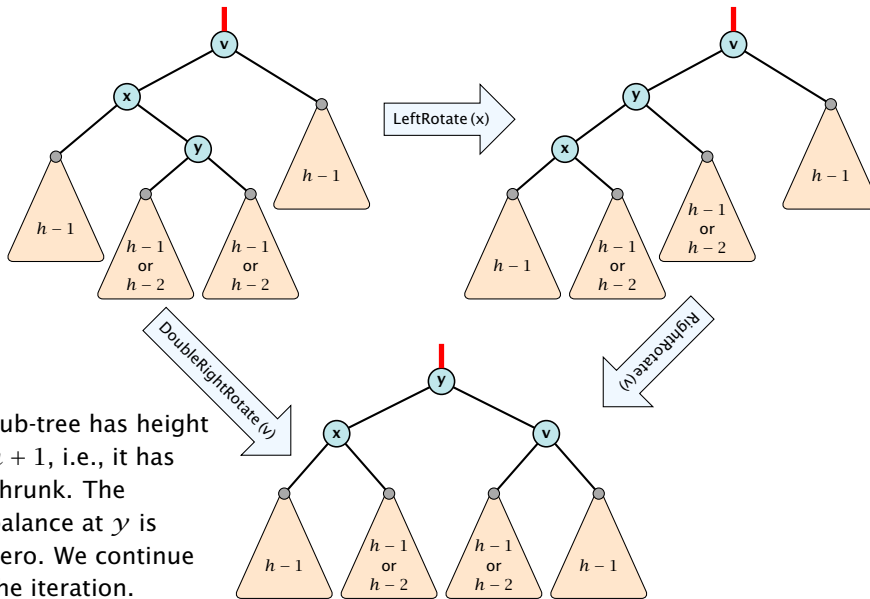 v
v
x
y
LeftRotate(x)
y
x
h − 1
h − 1
h − 1
h − 1
or
h − 2
h − 1
or
h − 2
h − 1
h − 1
or
h − 2
h − 1
or
h − 2
h − 1
DoubleRightRotate(v)
RightRotate(v)
y
x
v
ub-tree has height
+ 1, i.e., it has
hrunk. The
alance at y is
ero. We continue
he iteration.
h − 1
h − 1
or
h − 2
h − 1
or
h − 2
h − 1